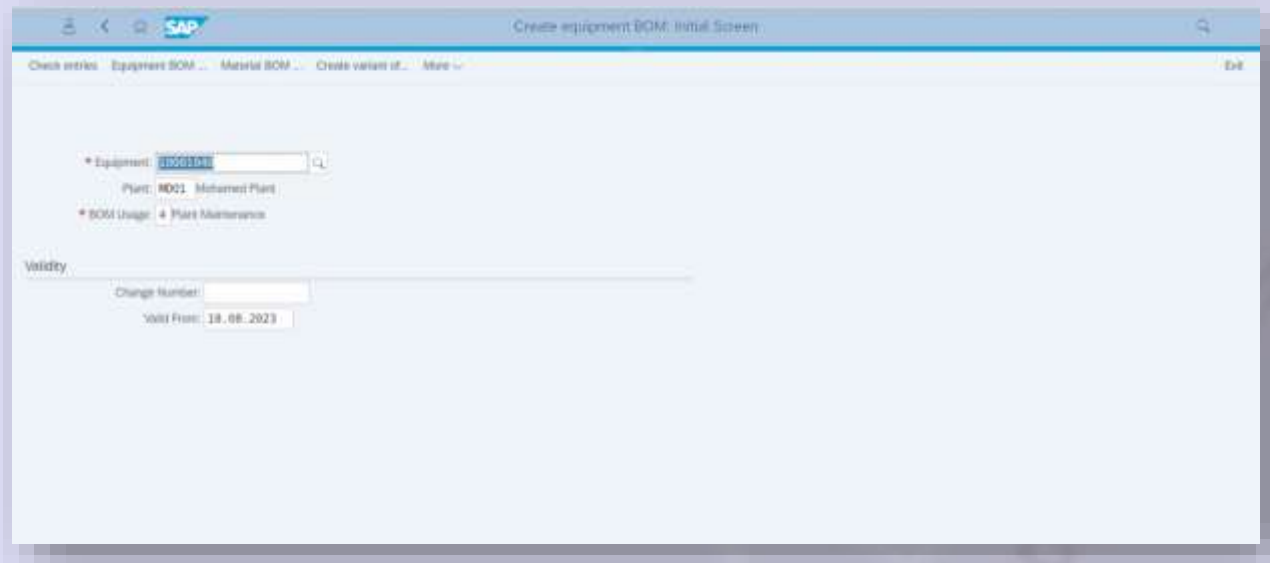 SAP Create equipment BOM: Initial Screen
Check entries Equipment BOM ... Material BOM ... Create variant of... More Exit
* Equipment:
Plant: MD01 Mohamed Plant
* BOM Usage: 4 Plant Maintenance
Validity
Change Number:
Valid From: 18.08.2023